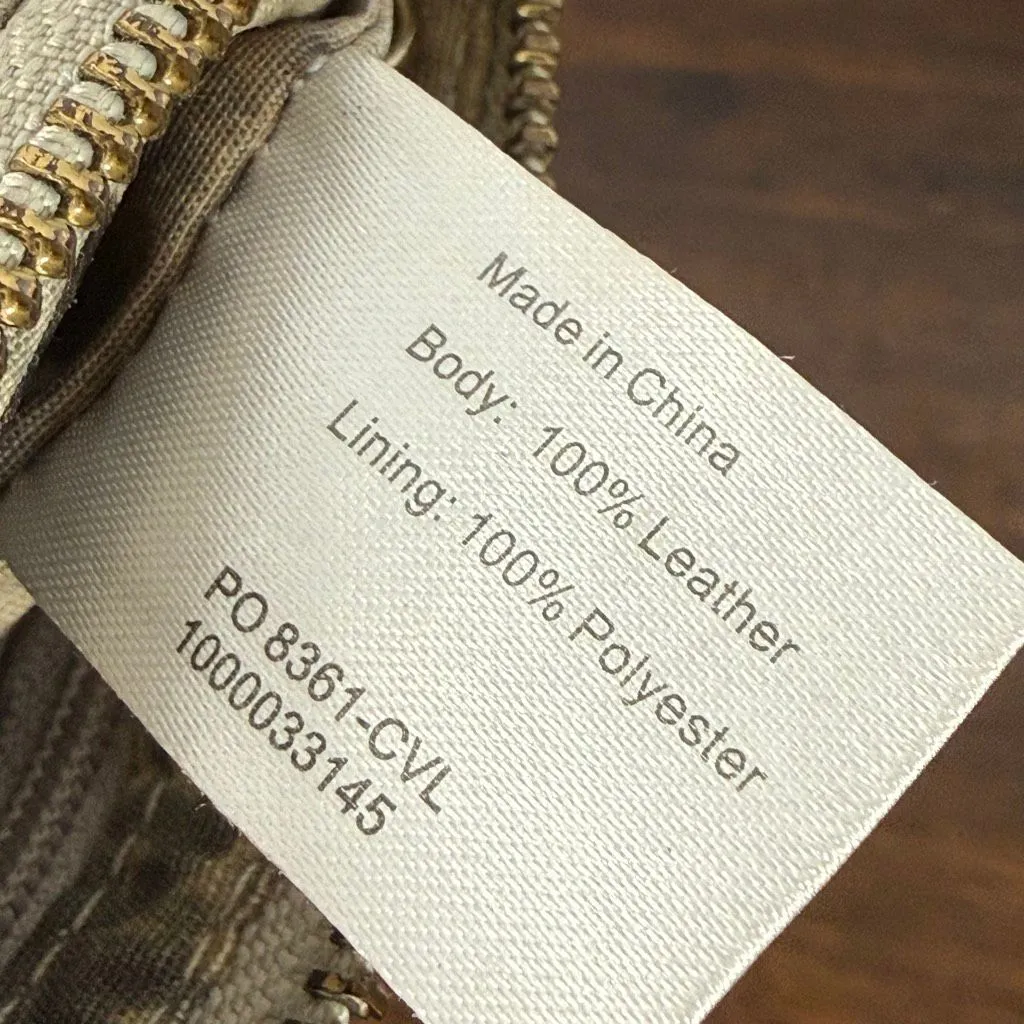 Made in China
Body: 100% Leather
Lining: 100% Polyester
PO 8361-CVL
1000033145